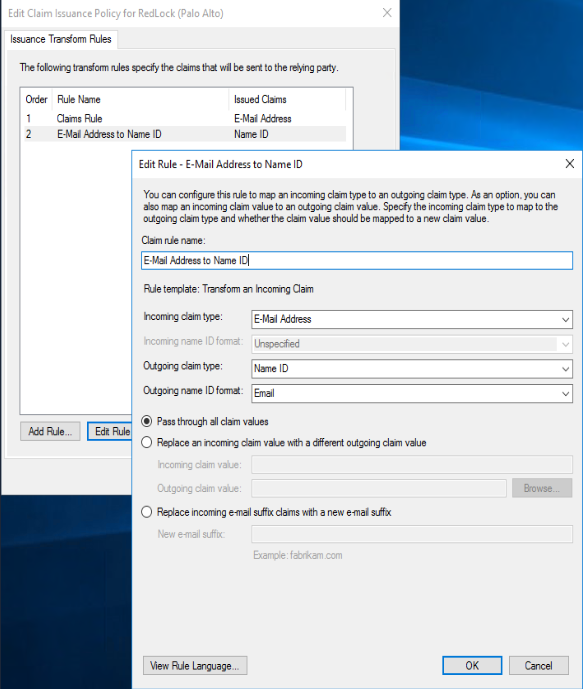 Edit Claim Issuance Policy for RedLock (Palo Alto)
Issuance Transform Rules
The following transform rules specify the claims that will be sent to the relying party.
Order Rule Name Issued Claims
1 Claims Rule E-Mail Address
2 E-Mail Address to Name ID Name ID
Add Rule... Edit Rule
Edit Rule - E-Mail Address to Name ID
You can configure this rule to map an incoming claim type to an outgoing claim type. As an option, you can
also map an incoming claim value to an outgoing claim value. Specify the incoming claim type to map to the
outgoing claim type and whether the claim value should be mapped to a new claim value.
Claim rule name:
E-Mail Address to Name ID
Rule template: Transform an Incoming Claim
Incoming claim type: E-Mail Address
Incoming name ID format: Unspecified
Outgoing claim type: Name ID
Outgoing name ID format: Email
Pass through all claim values
Replace an incoming claim value with a different outgoing claim value
Incoming claim value:
Outgoing claim value: Browse...
Replace incoming e-mail suffix claims with a new e-mail suffix
New e-mail suffix:
Example: fabrikam.com
View Rule Language... OK Cancel